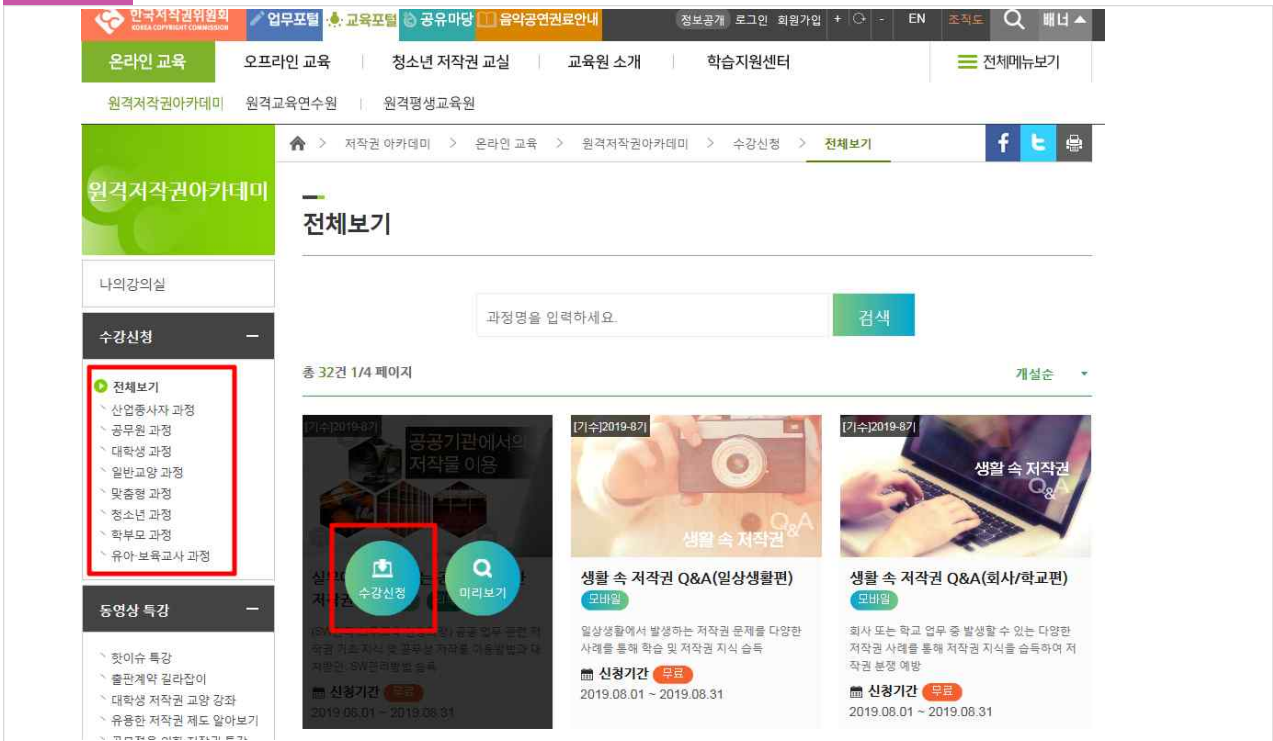 한국저작권위원회
KOREA COPYRIGHT COMMISSION
업무포털 교육포털 공유마당 음악공연권료안내
정보공개 로그인 회원가입 + - EN 조직도 배너
온라인 교육 오프라인 교육 청소년 저작권 교실 교육원 소개 학습지원센터 전체메뉴보기
원격저작권아카데미 원격교육연수원 원격평생교육원
> 저작권 아카데미 > 온라인 교육 > 원격저작권아카데미 > 수강신청 > 전체보기
원격저작권아카데미
전체보기
나의강의실
과정명을 입력하세요. 검색
수강신청
총 32건 1/4 페이지
개설순
전체보기
산업종사자 과정
공무원 과정
대학생 과정
일반교양 과정
맞춤형 과정
청소년 과정
학부모 과정
유아·보육교사 과정
동영상 특강
핫이슈 특강
출판계약 길라잡이
대학생 저작권 교양 강좌
유용한 저작권 제도 알아보기
[기수]2019-8기
공공기관에서의
저작물 이용
수강신청
미리보기
신청기간 무료
2019.08.01 ~ 2019.08.31
[기수]2019-8기
생활 속 저작권 Q&A
생활 속 저작권 Q&A(일상생활편)
모바일
일상생활에서 발생하는 저작권 문제를 다양한
사례를 통해 학습 및 저작권 지식 습득
신청기간 무료
2019.08.01 ~ 2019.08.31
[기수]2019-8기
생활 속 저작권
Q&A
생활 속 저작권 Q&A(회사/학교편)
모바일
회사 또는 학교 업무 중 발생할 수 있는 다양한
저작권 사례를 통해 저작권 지식을 습득하여 저
작권 분쟁 예방
신청기간 무료
2019.08.01 ~ 2019.08.31